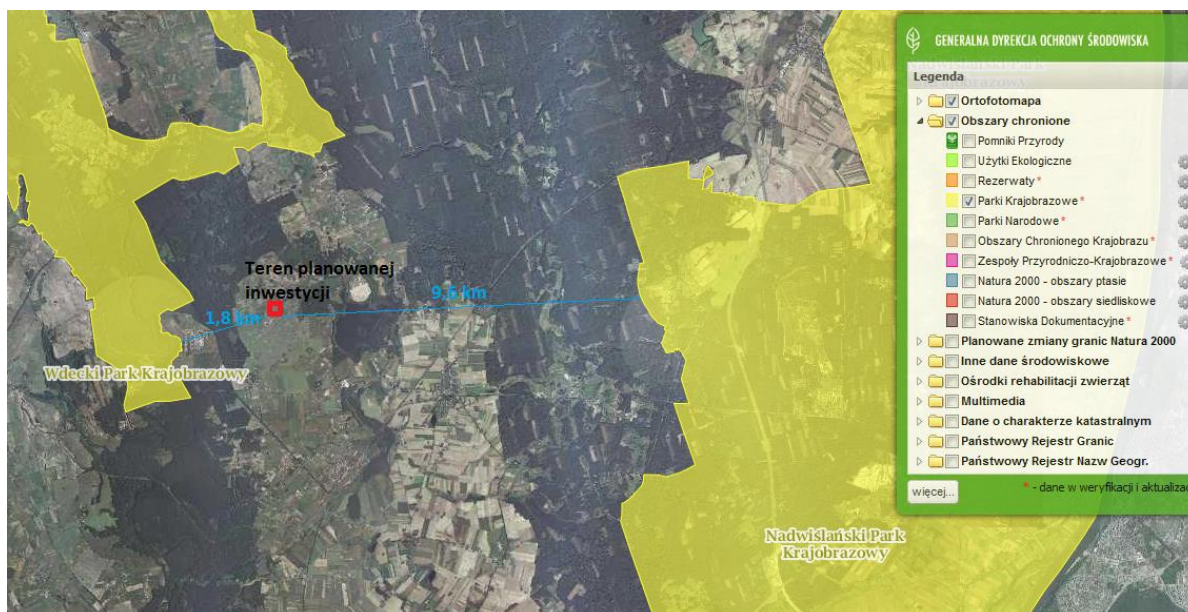 GENERALNA DYREKCJA OCHRONY ŚRODOWISKA
Nadwiślański Park
Krajobrazowy
Legenda
Ortofotomapa
Obszary chronione
Pomniki Przyrody
Użytki Ekologiczne
Rezerwaty *
Parki Krajobrazowe *
Parki Narodowe *
Obszary Chronionego Krajobrazu *
Zespoły Przyrodniczo-Krajobrazowe *
Natura 2000 - obszary ptasie
Natura 2000 - obszary siedliskowe
Stanowiska Dokumentacyjne *
Planowane zmiany granic Natura 2000
Inne dane środowiskowe
Ośrodki rehabilitacji zwierząt
Multimedia
Dane o charakterze katastralnym
Państwowy Rejestr Granic
Państwowy Rejestr Nazw Geogr.
więcej...
* - dane w weryfikacji i aktualizac
Teren planowanej
inwestycji
9,6 km
1,8 km
Wdecki Park Krajobrazowy
Nadwiślański Park
Krajobrazowy